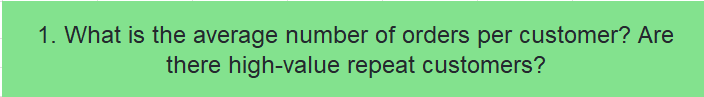 1. What is the average number of orders per customer? Are
there high-value repeat customers?